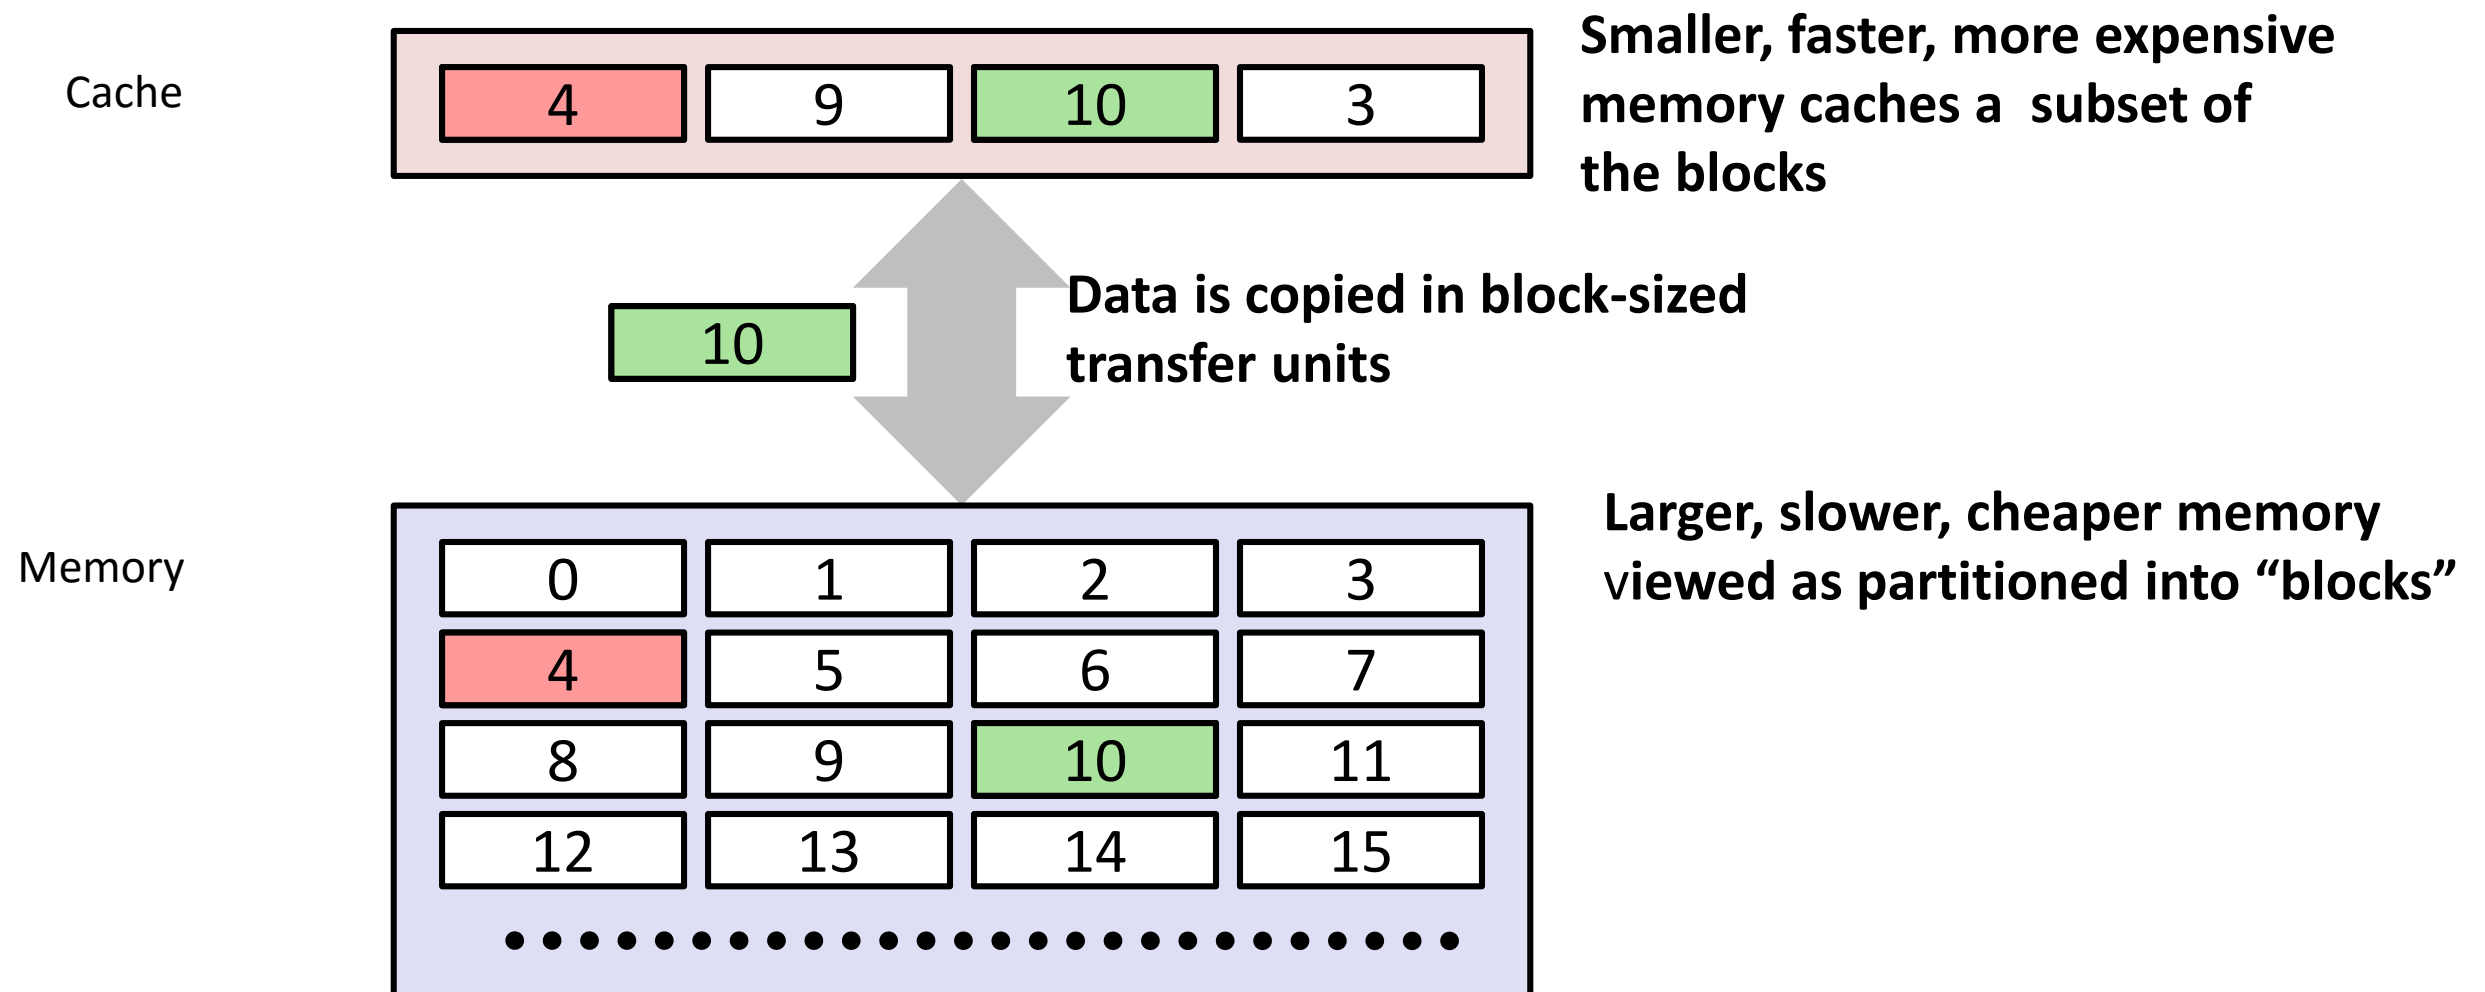 Cache
4 9 10 3
Smaller, faster, more expensive
memory caches a  subset of
the blocks
10
Data is copied in block-sized
transfer units
Memory
0 1 2 3
4 5 6 7
8 9 10 11
12 13 14 15
Larger, slower, cheaper memory
viewed as partitioned into “blocks”